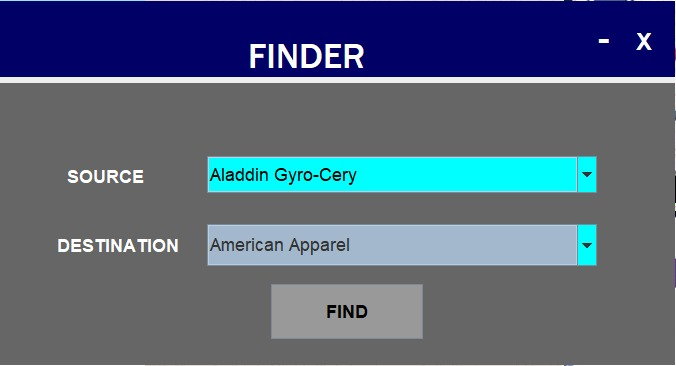 FINDER
- X
SOURCE
Aladdin Gyro-Cery
DESTINATION
American Apparel
FIND